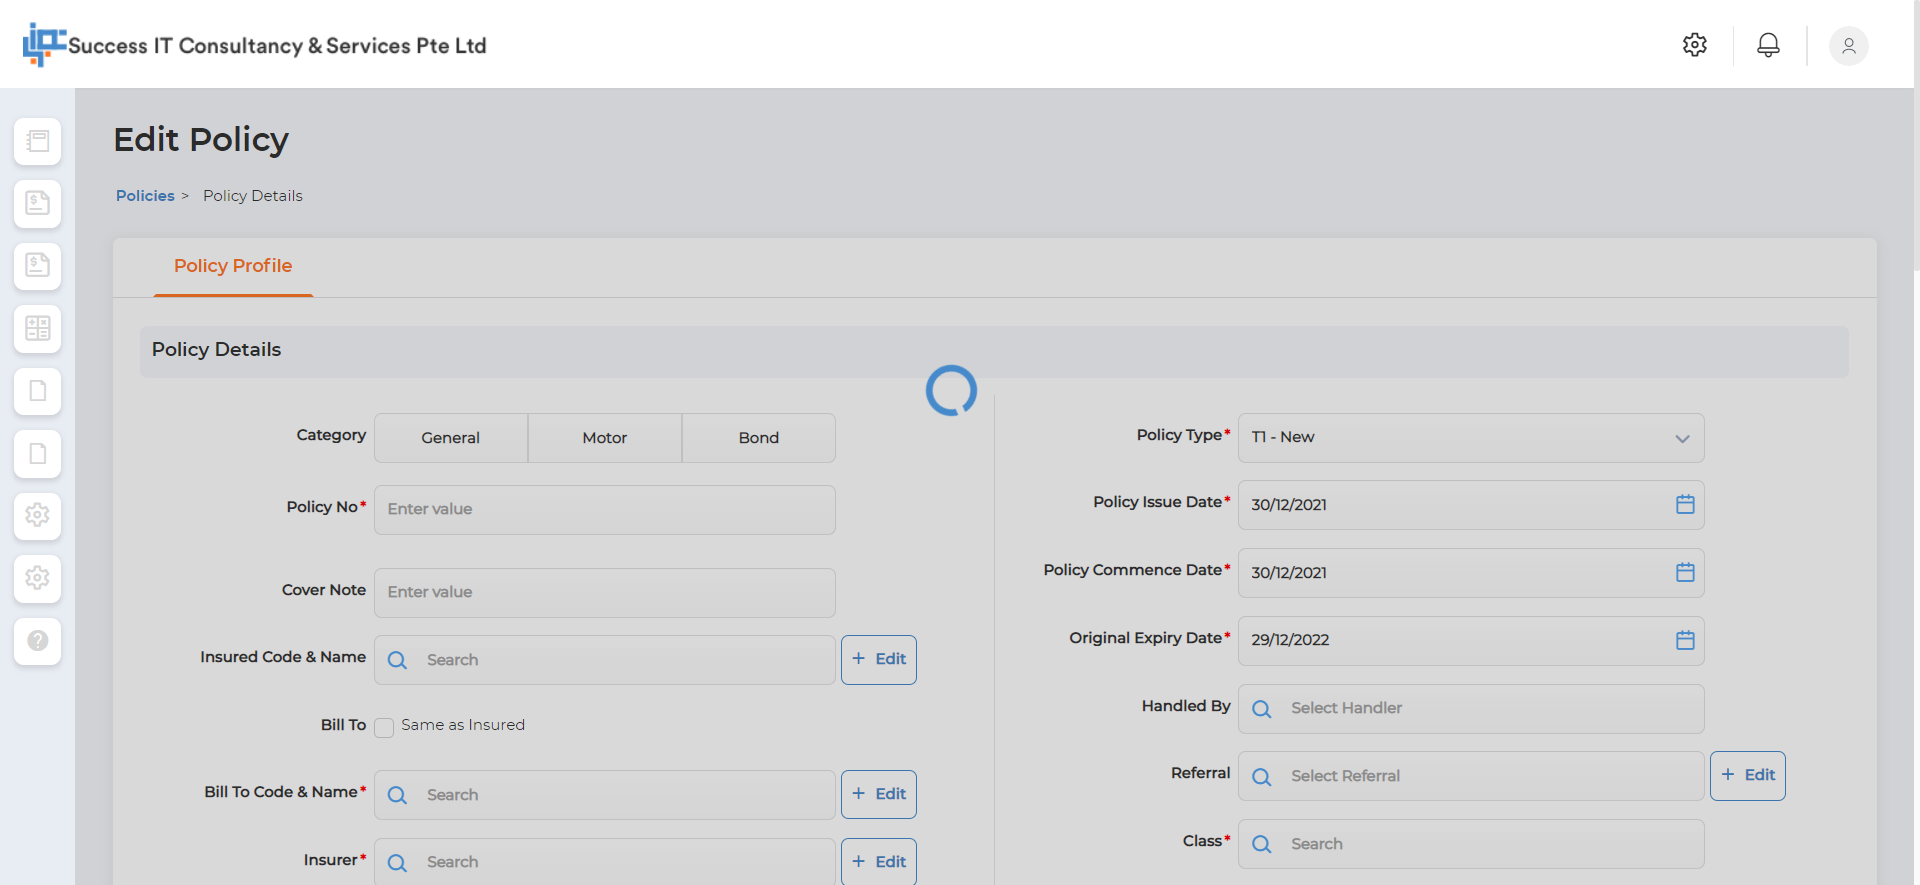 Success IT Consultancy & Services Pte Ltd
Edit Policy
Policies > Policy Details
Policy Profile
Policy Details
Category General Motor Bond
Policy No* Enter value
Cover Note Enter value
Insured Code & Name Search + Edit
Bill To Same as Insured
Bill To Code & Name* Search + Edit
Insurer* Search + Edit
Policy Type* T1 - New
Policy Issue Date* 30/12/2021
Policy Commence Date* 30/12/2021
Original Expiry Date* 29/12/2022
Handled By Select Handler
Referral Select Referral + Edit
Class* Search